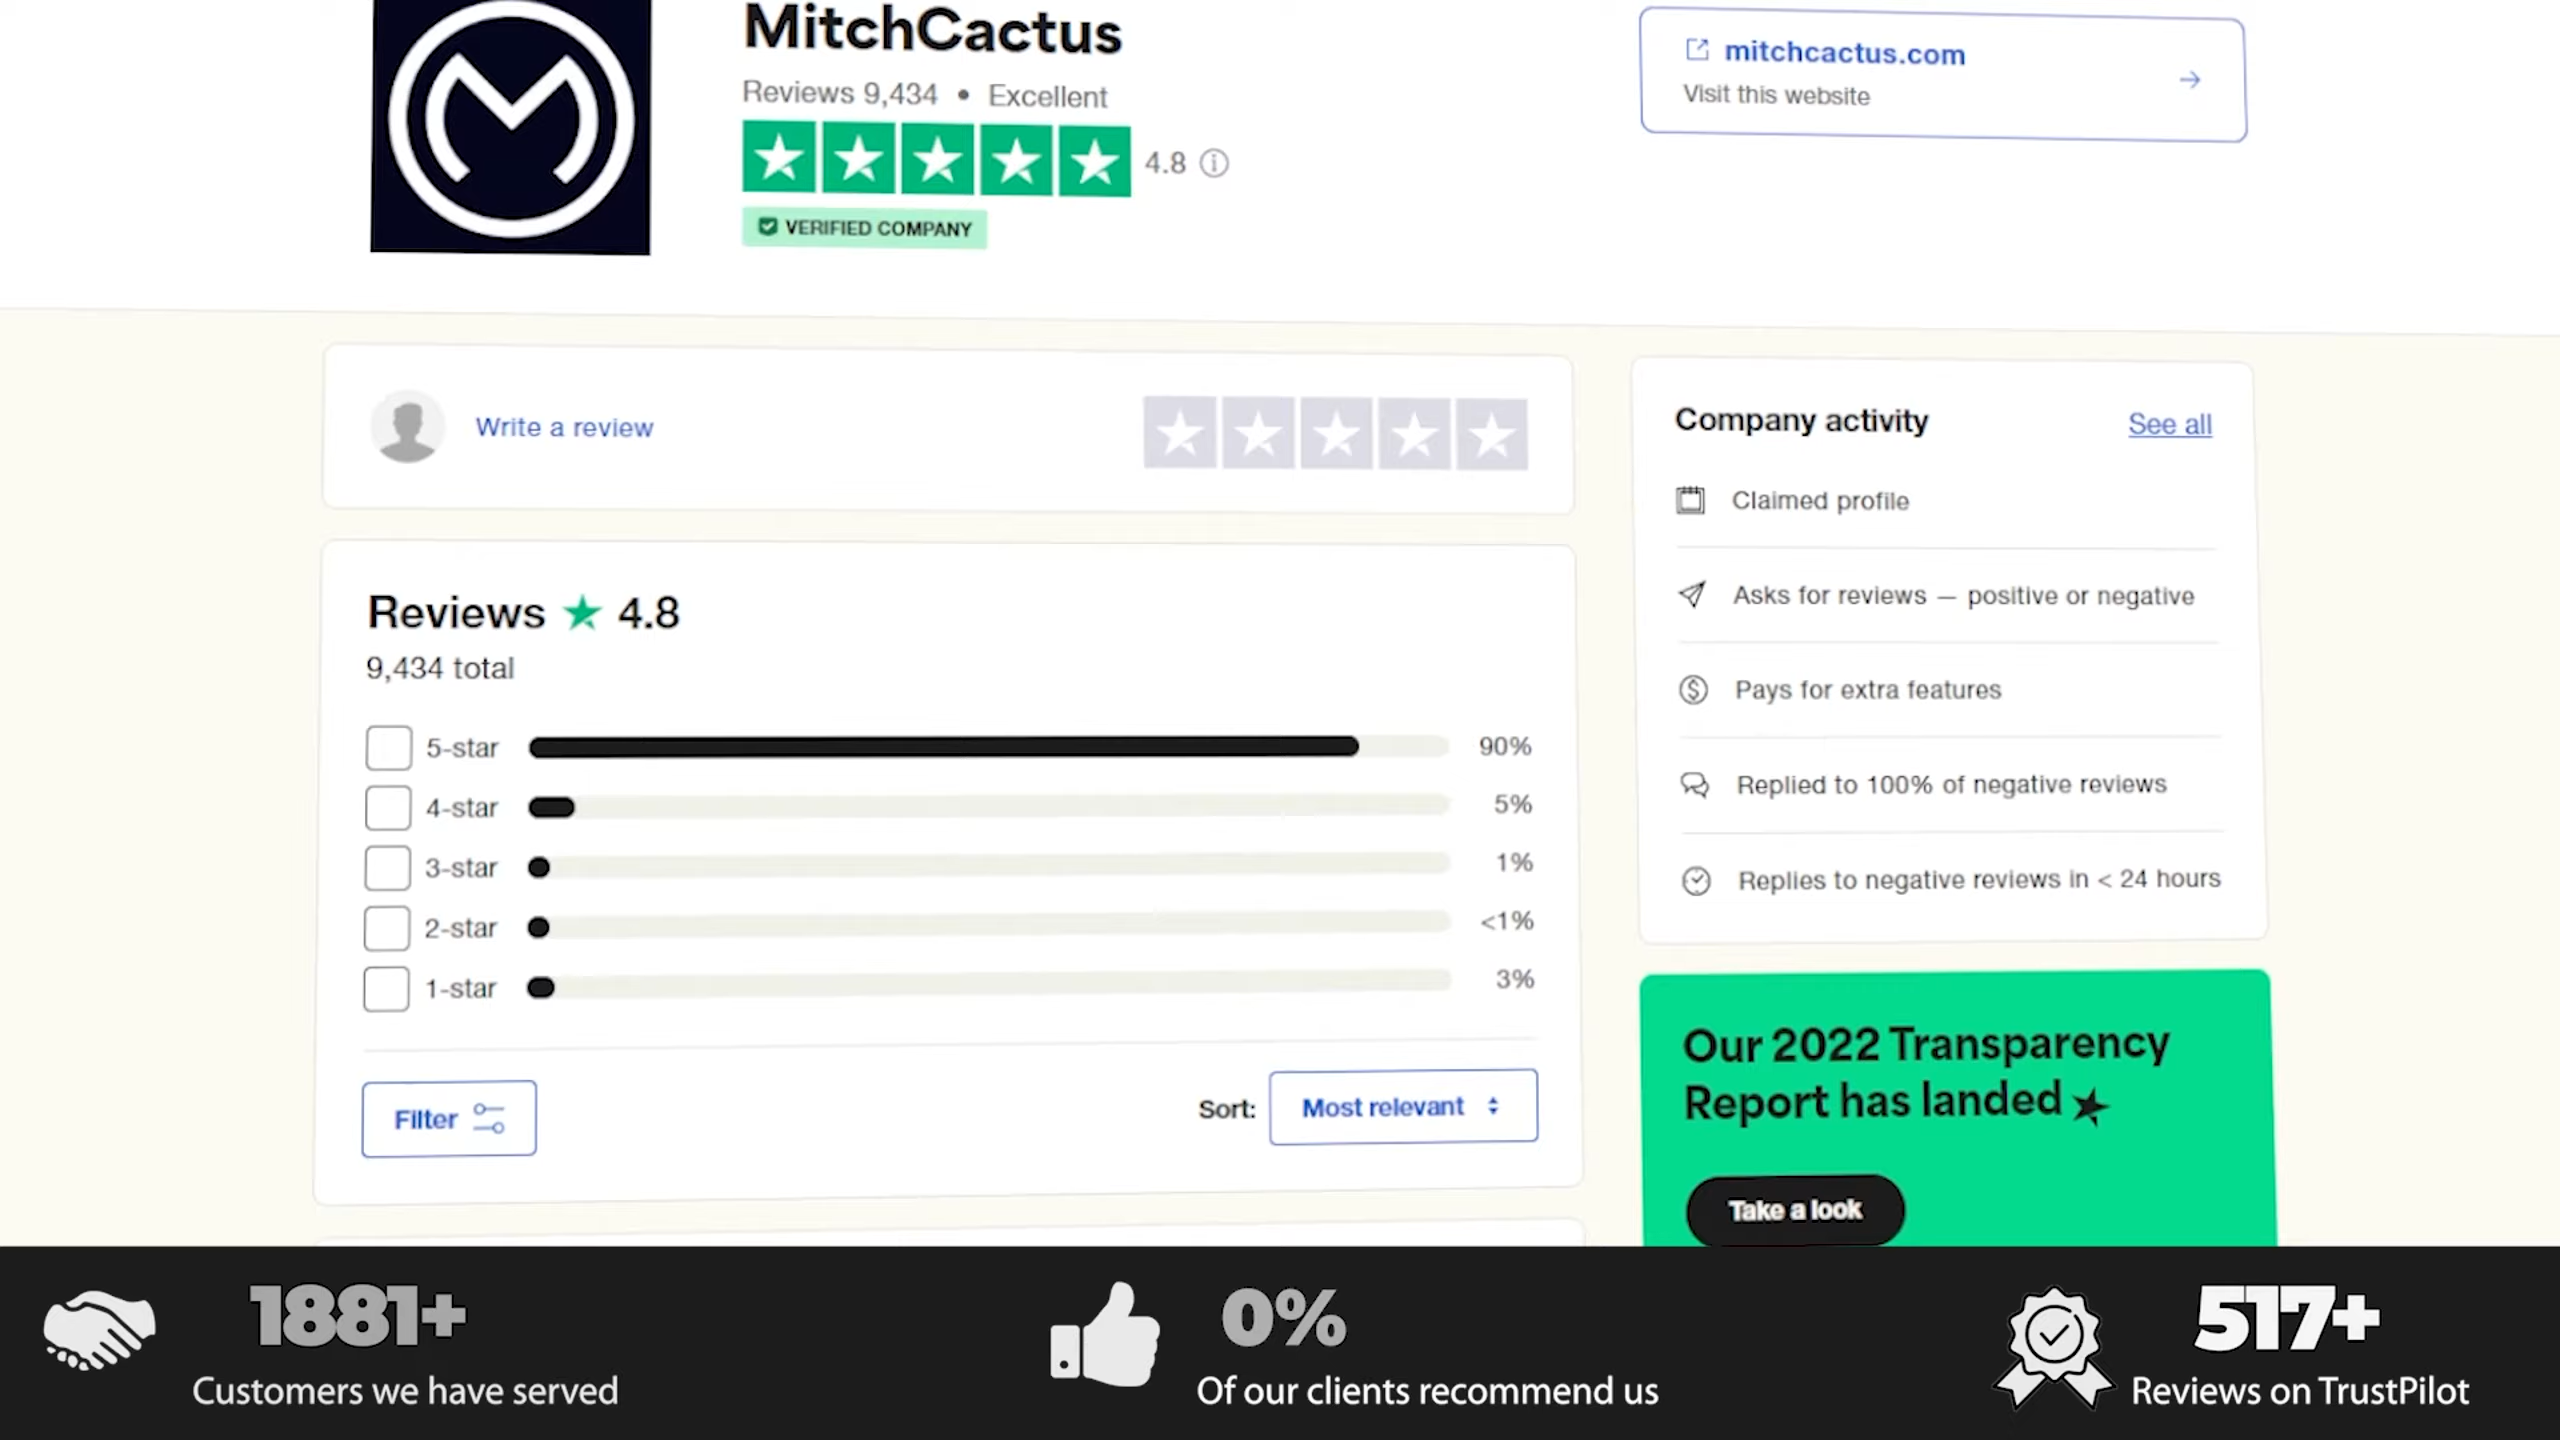 MitchCactus
Reviews 9,434 • Excellent
4.8
VERIFIED COMPANY
mitchcactus.com
Visit this website
Write a review
Reviews 4.8
9,434 total
5-star 90%
4-star 5%
3-star 1%
2-star <1%
1-star 3%
Filter
Sort: Most relevant
Company activity See all
Claimed profile
Asks for reviews — positive or negative
Pays for extra features
Replied to 100% of negative reviews
Replies to negative reviews in < 24 hours
Our 2022 Transparency
Report has landed
Take a look
1881+
Customers we have served
0%
Of our clients recommend us
517+
Reviews on TrustPilot